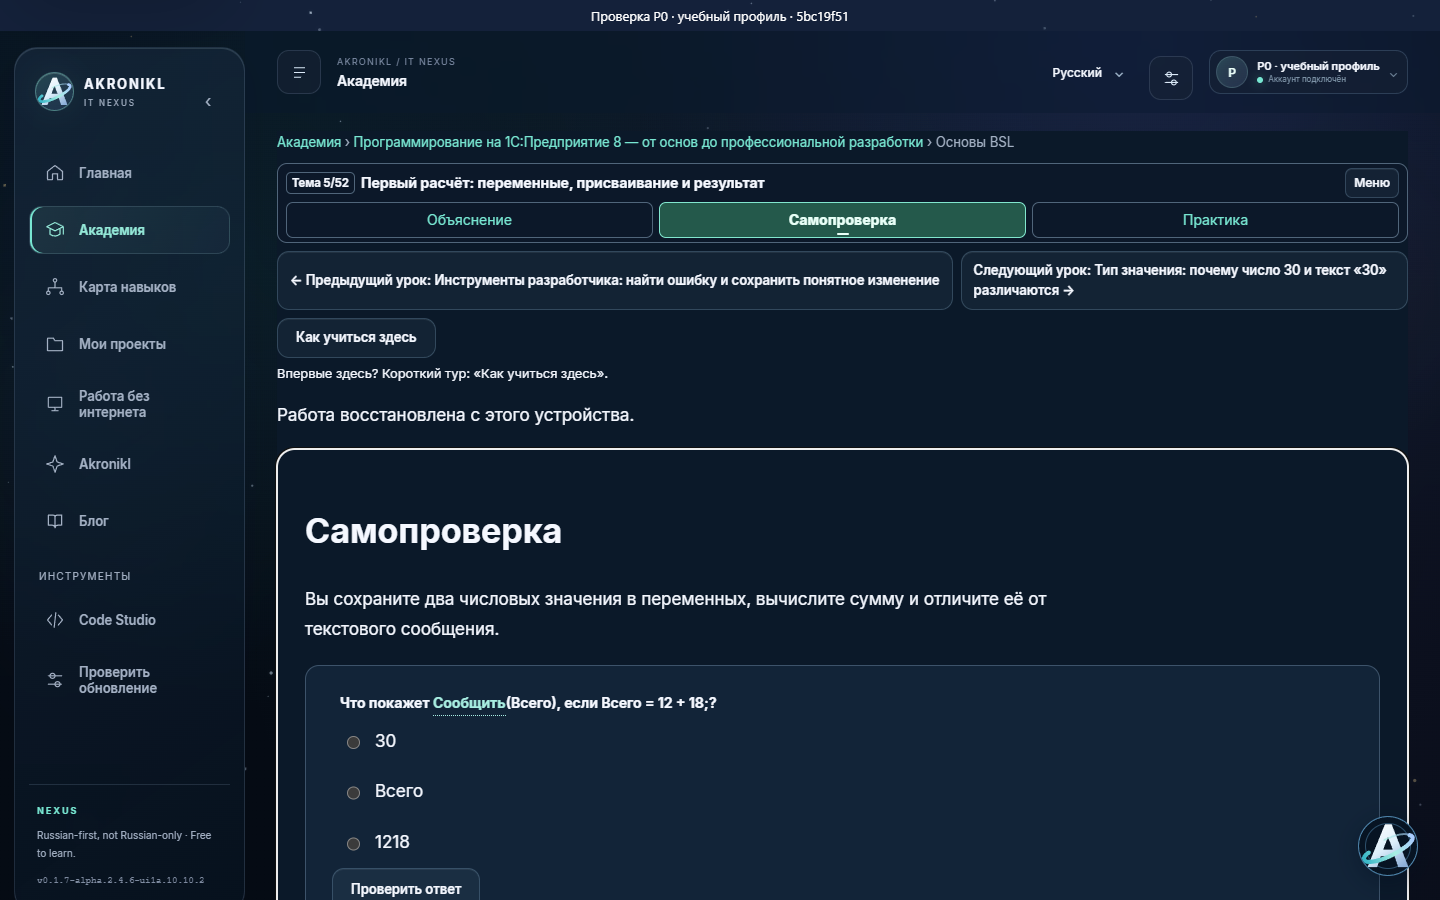 Проверка P0 · учебный профиль · 5bc19f51
AKRONIKL
IT NEXUS
Главная
Академия
Карта навыков
Мои проекты
Работа без
интернета
Akronikl
Блог
ИНСТРУМЕНТЫ
Code Studio
Проверить
обновление
NEXUS
Russian-first, not Russian-only · Free
to learn.
v0.1.7-alpha.2.4.6-ui1a.10.10.2
AKRONIKL / IT NEXUS
Академия
Русский
P
P0 · учебный профиль
Аккаунт подключён
Академия › Программирование на 1С:Предприятие 8 — от основ до профессиональной разработки › Основы BSL
Тема 5/52 Первый расчёт: переменные, присваивание и результат
Меню
Объяснение
Самопроверка
Практика
← Предыдущий урок: Инструменты разработчика: найти ошибку и сохранить понятное изменение
Следующий урок: Тип значения: почему число 30 и текст «30»
различаются →
Как учиться здесь
Впервые здесь? Короткий тур: «Как учиться здесь».
Работа восстановлена с этого устройства.
Самопроверка
Вы сохраните два числовых значения в переменных, вычислите сумму и отличите её от
текстового сообщения.
Что покажет Сообщить(Всего), если Всего = 12 + 18;?
30
Всего
1218
Проверить ответ